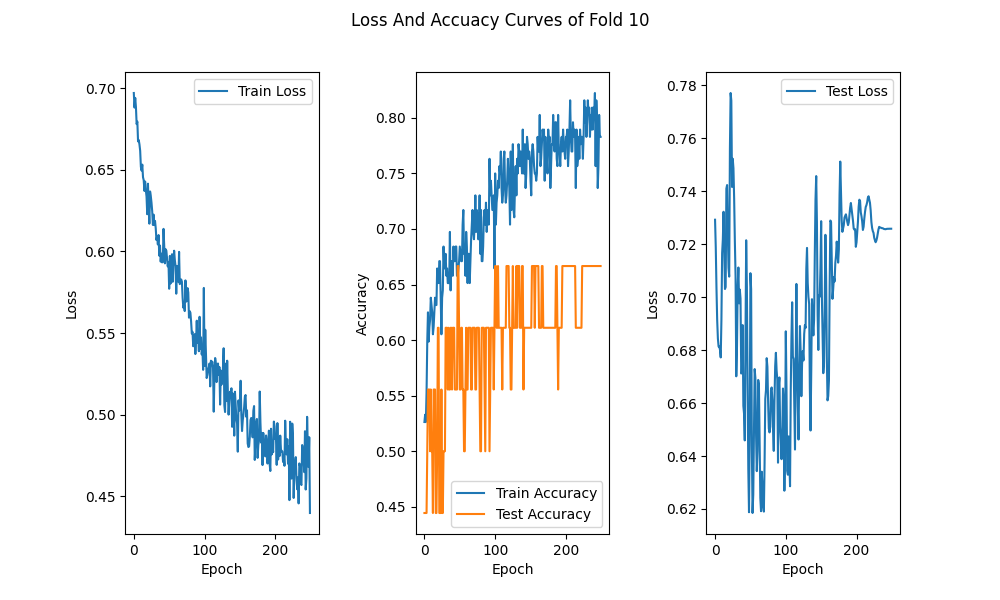 Loss And Accuacy Curves of Fold 10
Train Loss
0.70
0.65
0.60
0.55
0.50
0.45
Loss
0 100 200
Epoch
0.80
0.75
0.70
0.65
0.60
0.55
0.50
0.45
Accuracy
Train Accuracy
Test Accuracy
0 100 200
Epoch
Test Loss
0.78
0.76
0.74
0.72
0.70
0.68
0.66
0.64
0.62
Loss
0 100 200
Epoch